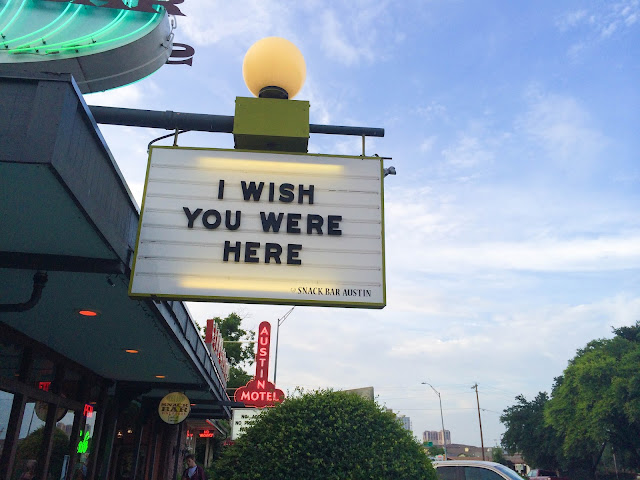 I WISH
YOU WERE
HERE
SNACK BAR AUSTIN
AUSTIN
MOTEL
BAR